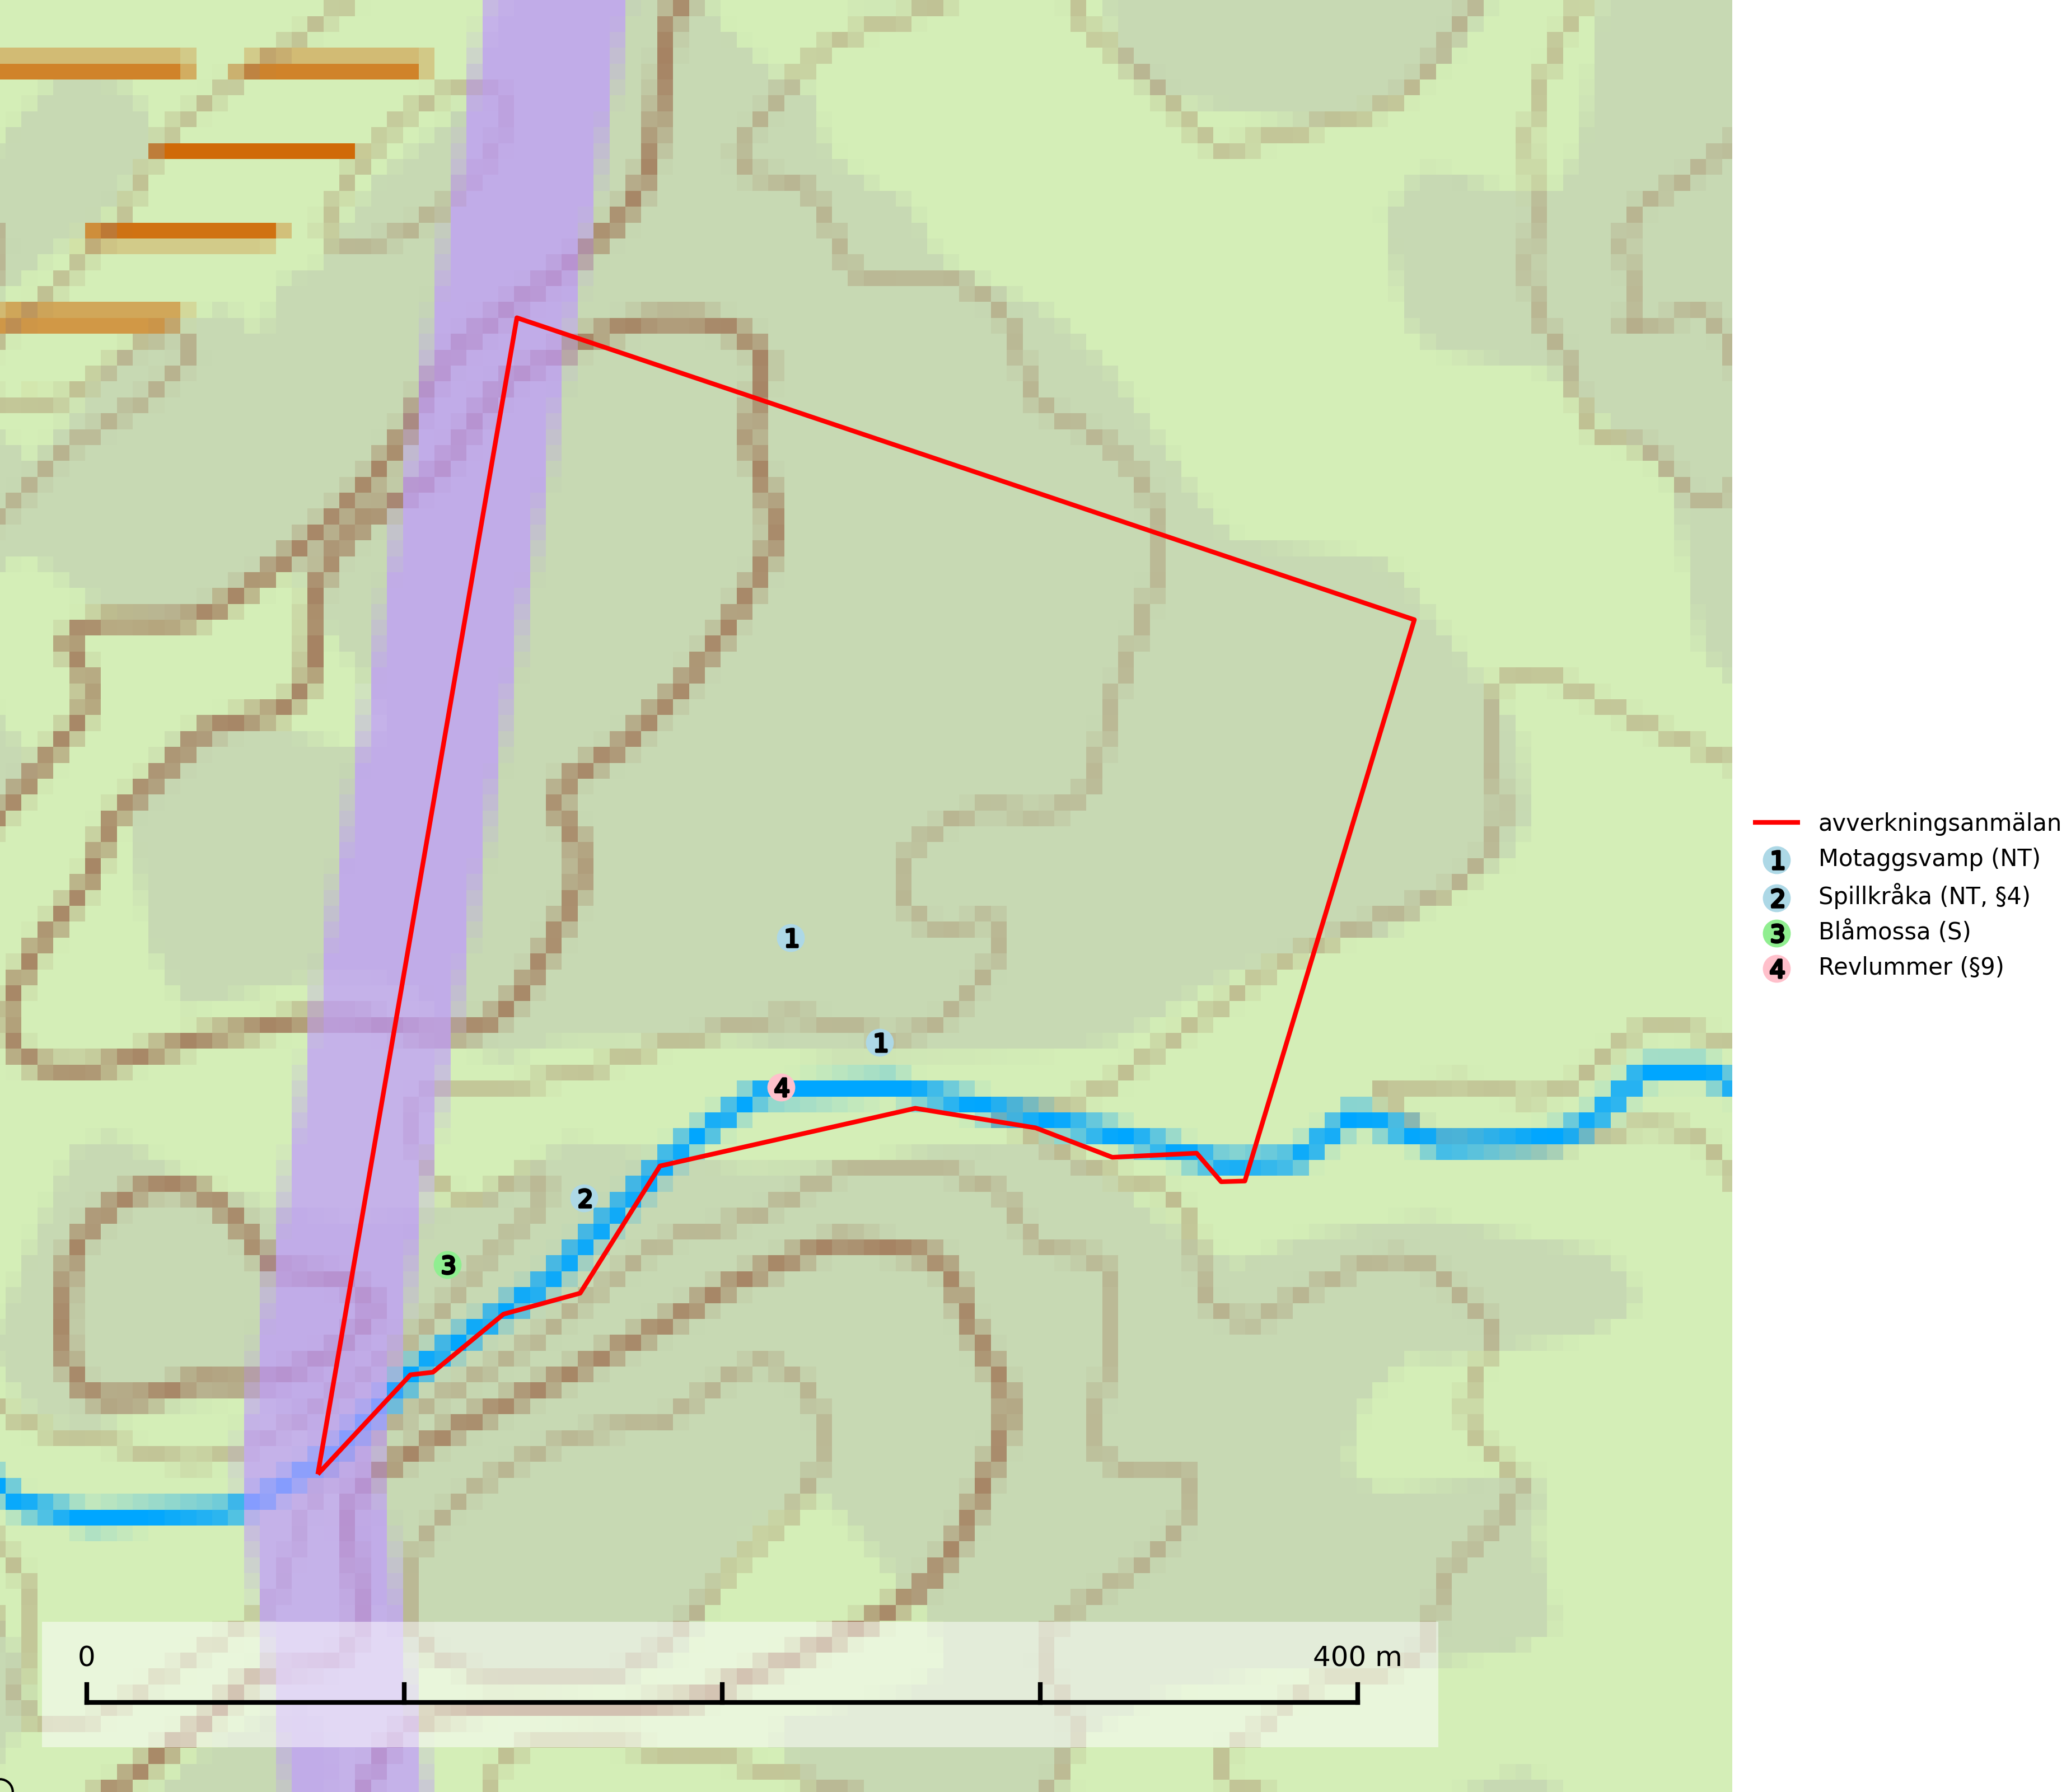 1
1
4
2
3
0 400 m
avverkningsanmälan
1 Motaggsvamp (NT)
2 Spillkråka (NT, §4)
3 Blåmossa (S)
4 Revlummer (§9)